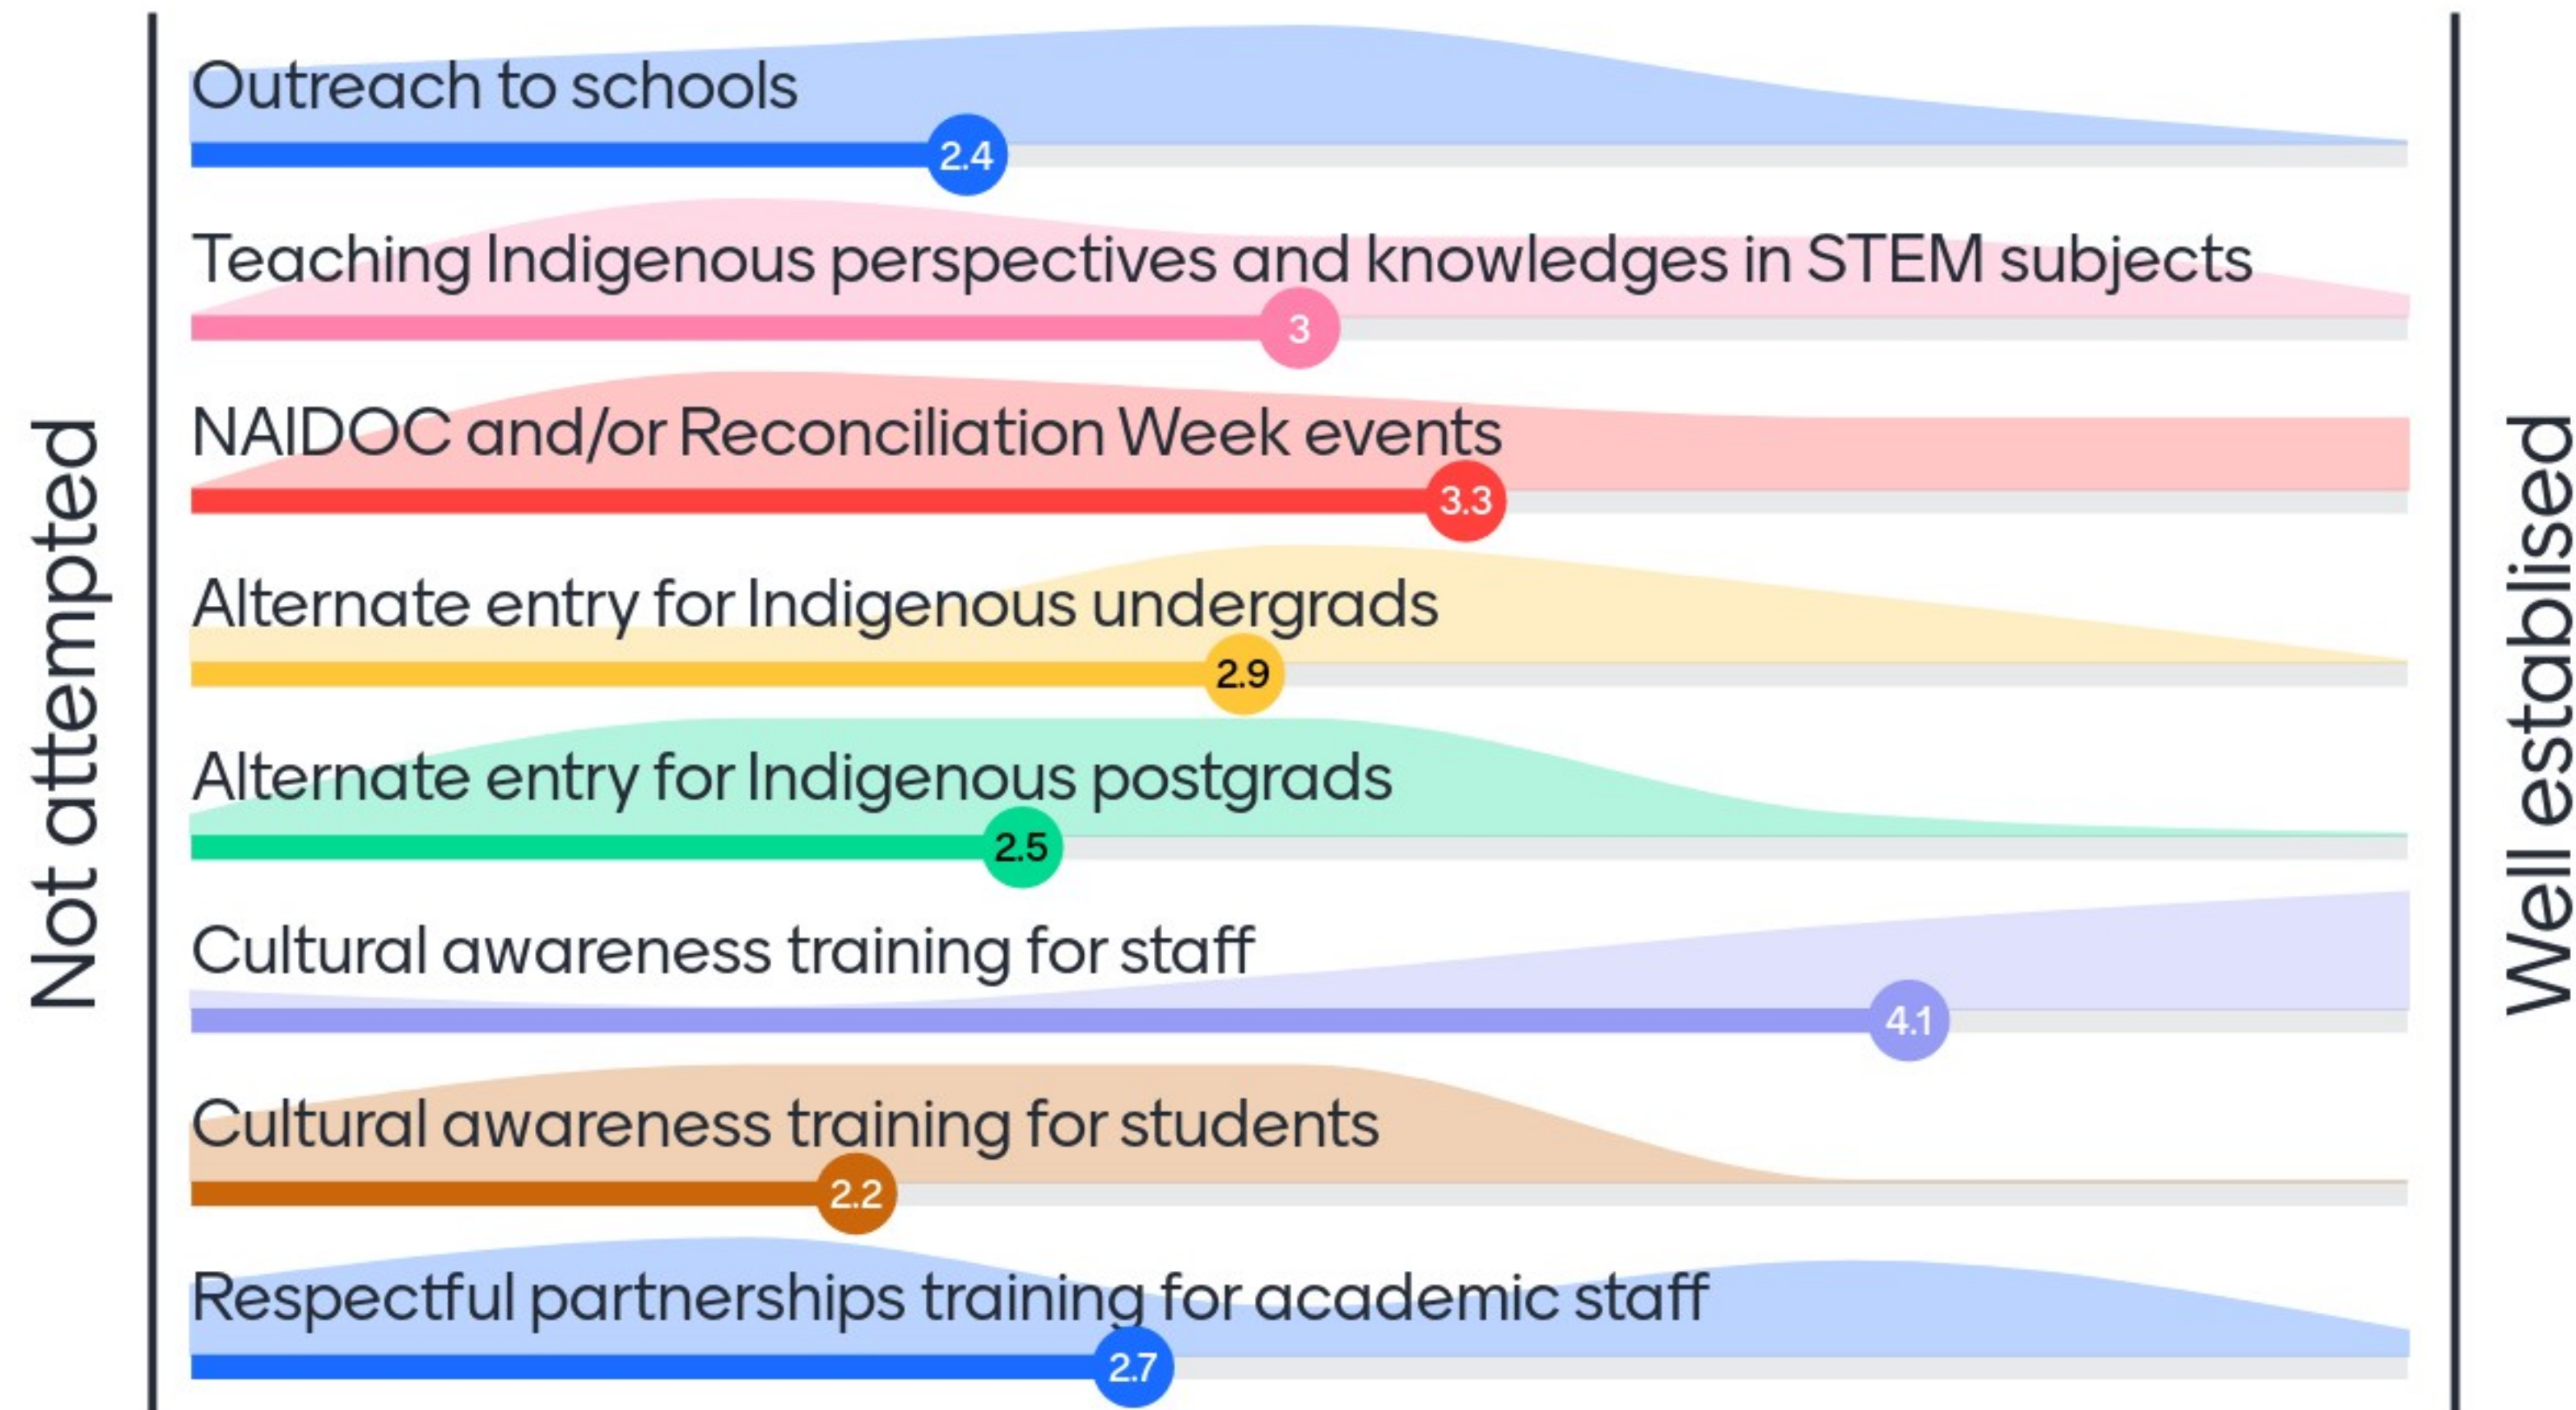 Not attempted
Outreach to schools
2.4
Teaching Indigenous perspectives and knowledges in STEM subjects
3
NAIDOC and/or Reconciliation Week events
3.3
Alternate entry for Indigenous undergrads
2.9
Alternate entry for Indigenous postgrads
2.5
Cultural awareness training for staff
4.1
Cultural awareness training for students
2.2
Respectful partnerships training for academic staff
2.7
Well establised